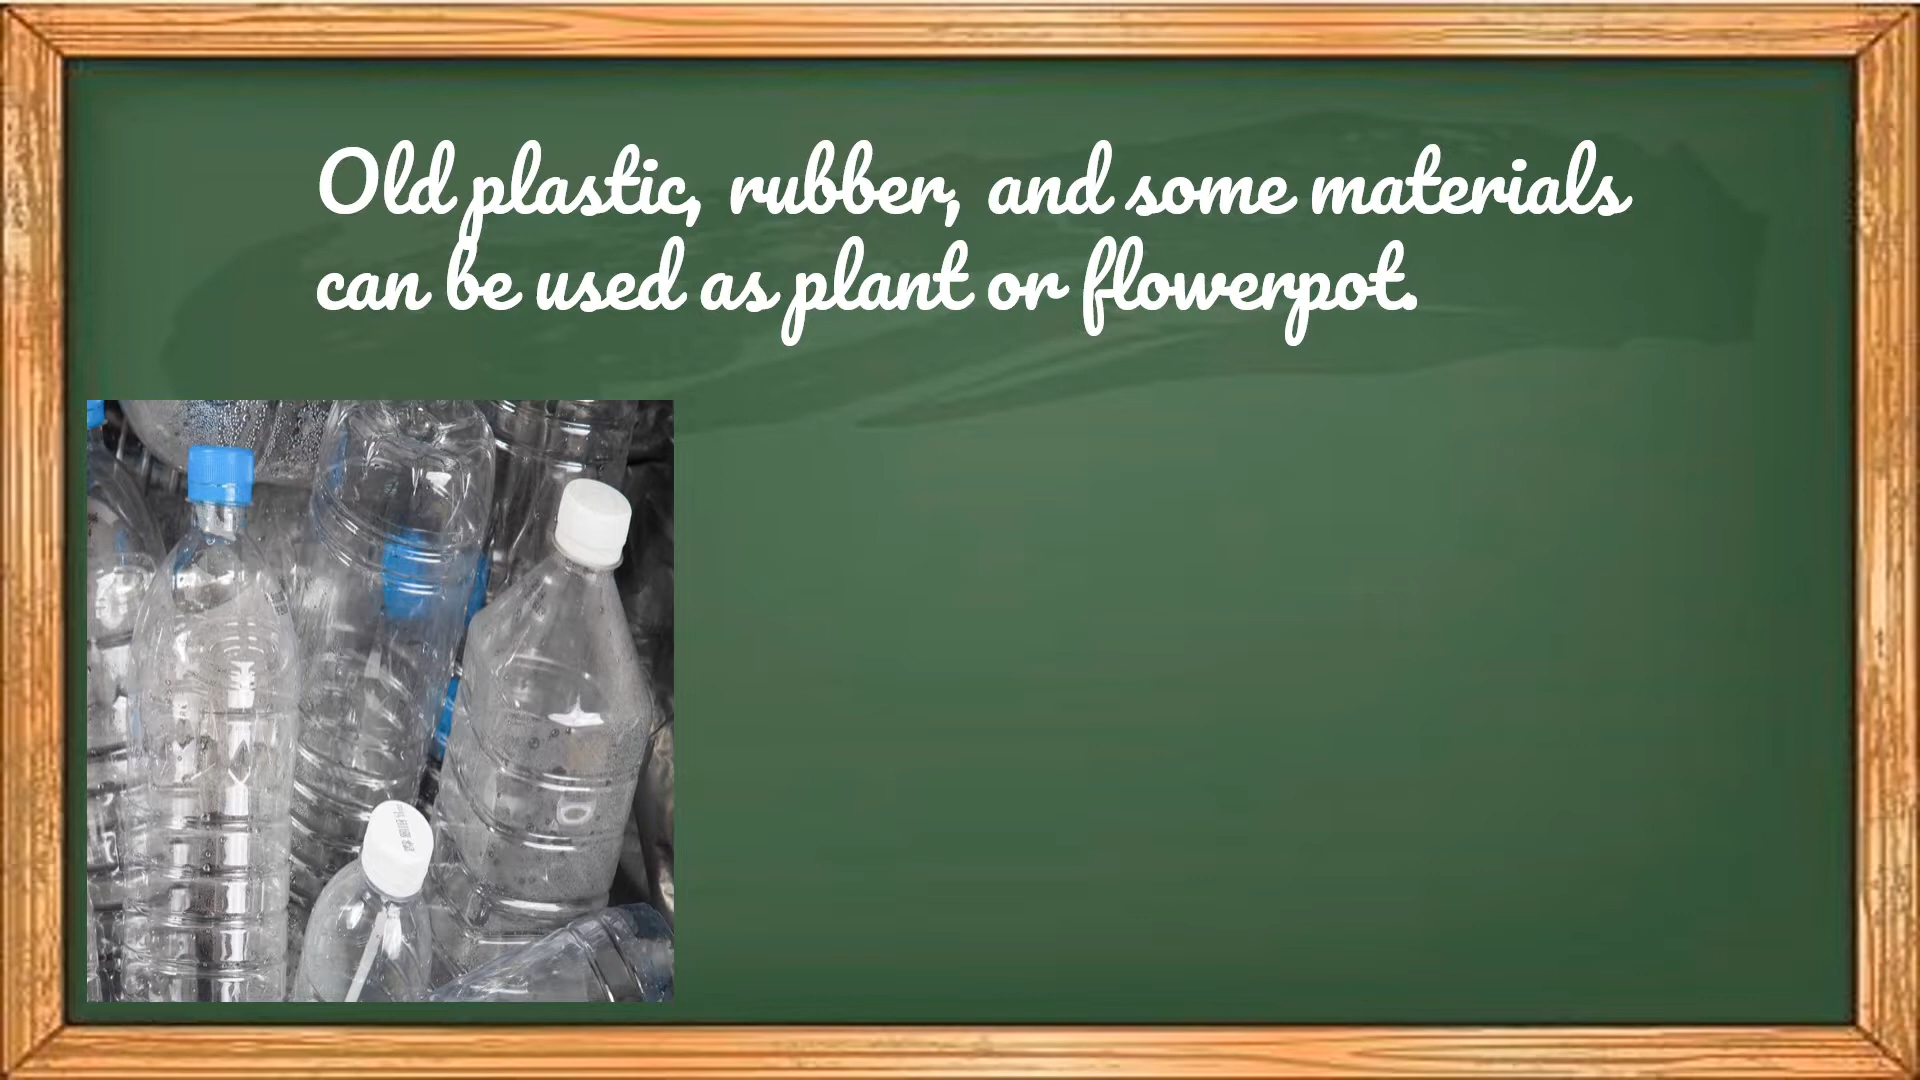 Old plastic, rubber, and some materials
can be used as plant or flowerpot.